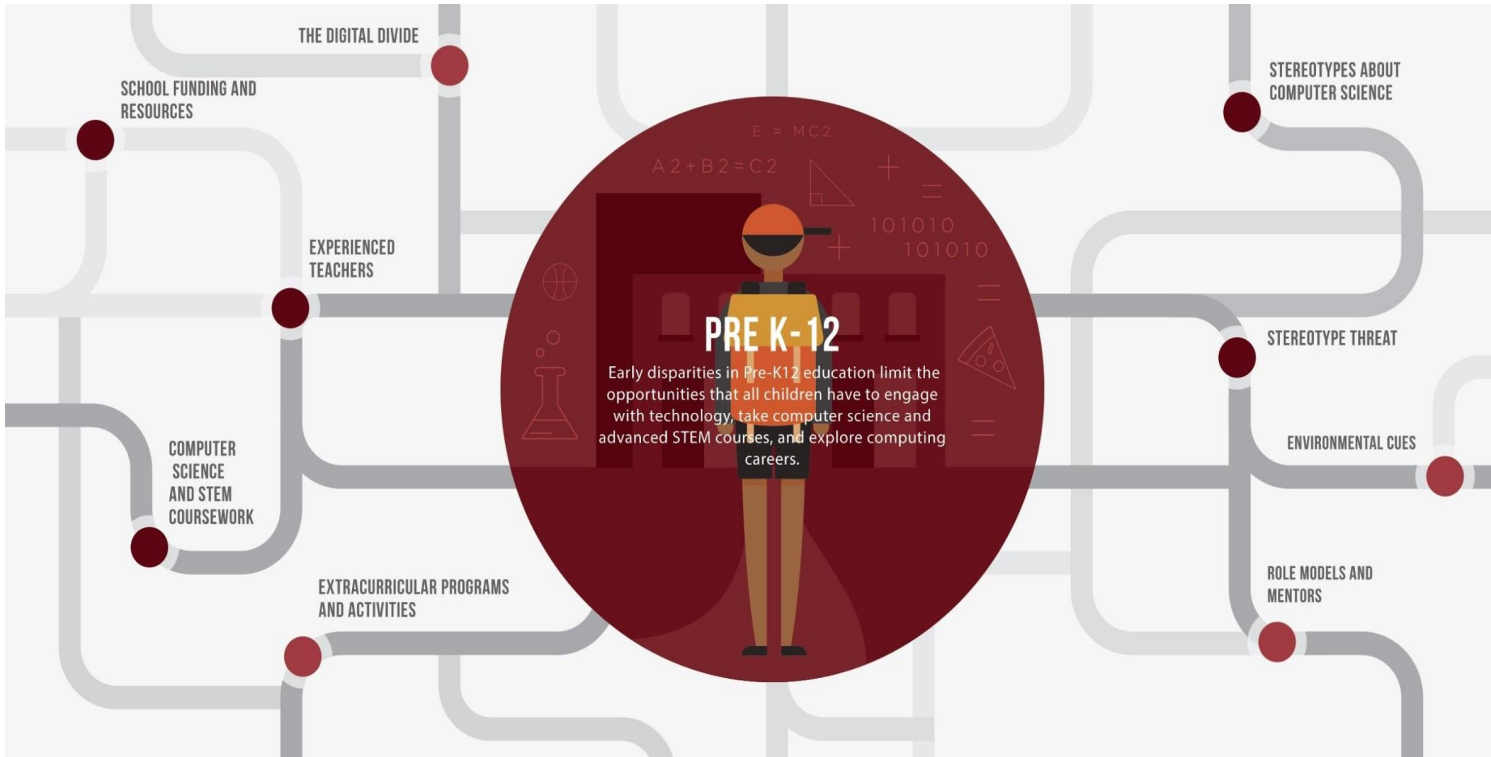 THE DIGITAL DIVIDE
SCHOOL FUNDING AND
RESOURCES
EXPERIENCED
TEACHERS
COMPUTER
SCIENCE
AND STEM
COURSEWORK
EXTRACURRICULAR PROGRAMS
AND ACTIVITIES
E = MC2
A2+B2=C2
+
=
101010
+
101010
=
=
PRE K-12
Early disparities in Pre-K12 education limit the
opportunities that all children have to engage
with technology, take computer science and
advanced STEM courses, and explore computing
careers.
STEREOTYPES ABOUT
COMPUTER SCIENCE
STEREOTYPE THREAT
ENVIRONMENTAL CUES
ROLE MODELS AND
MENTORS